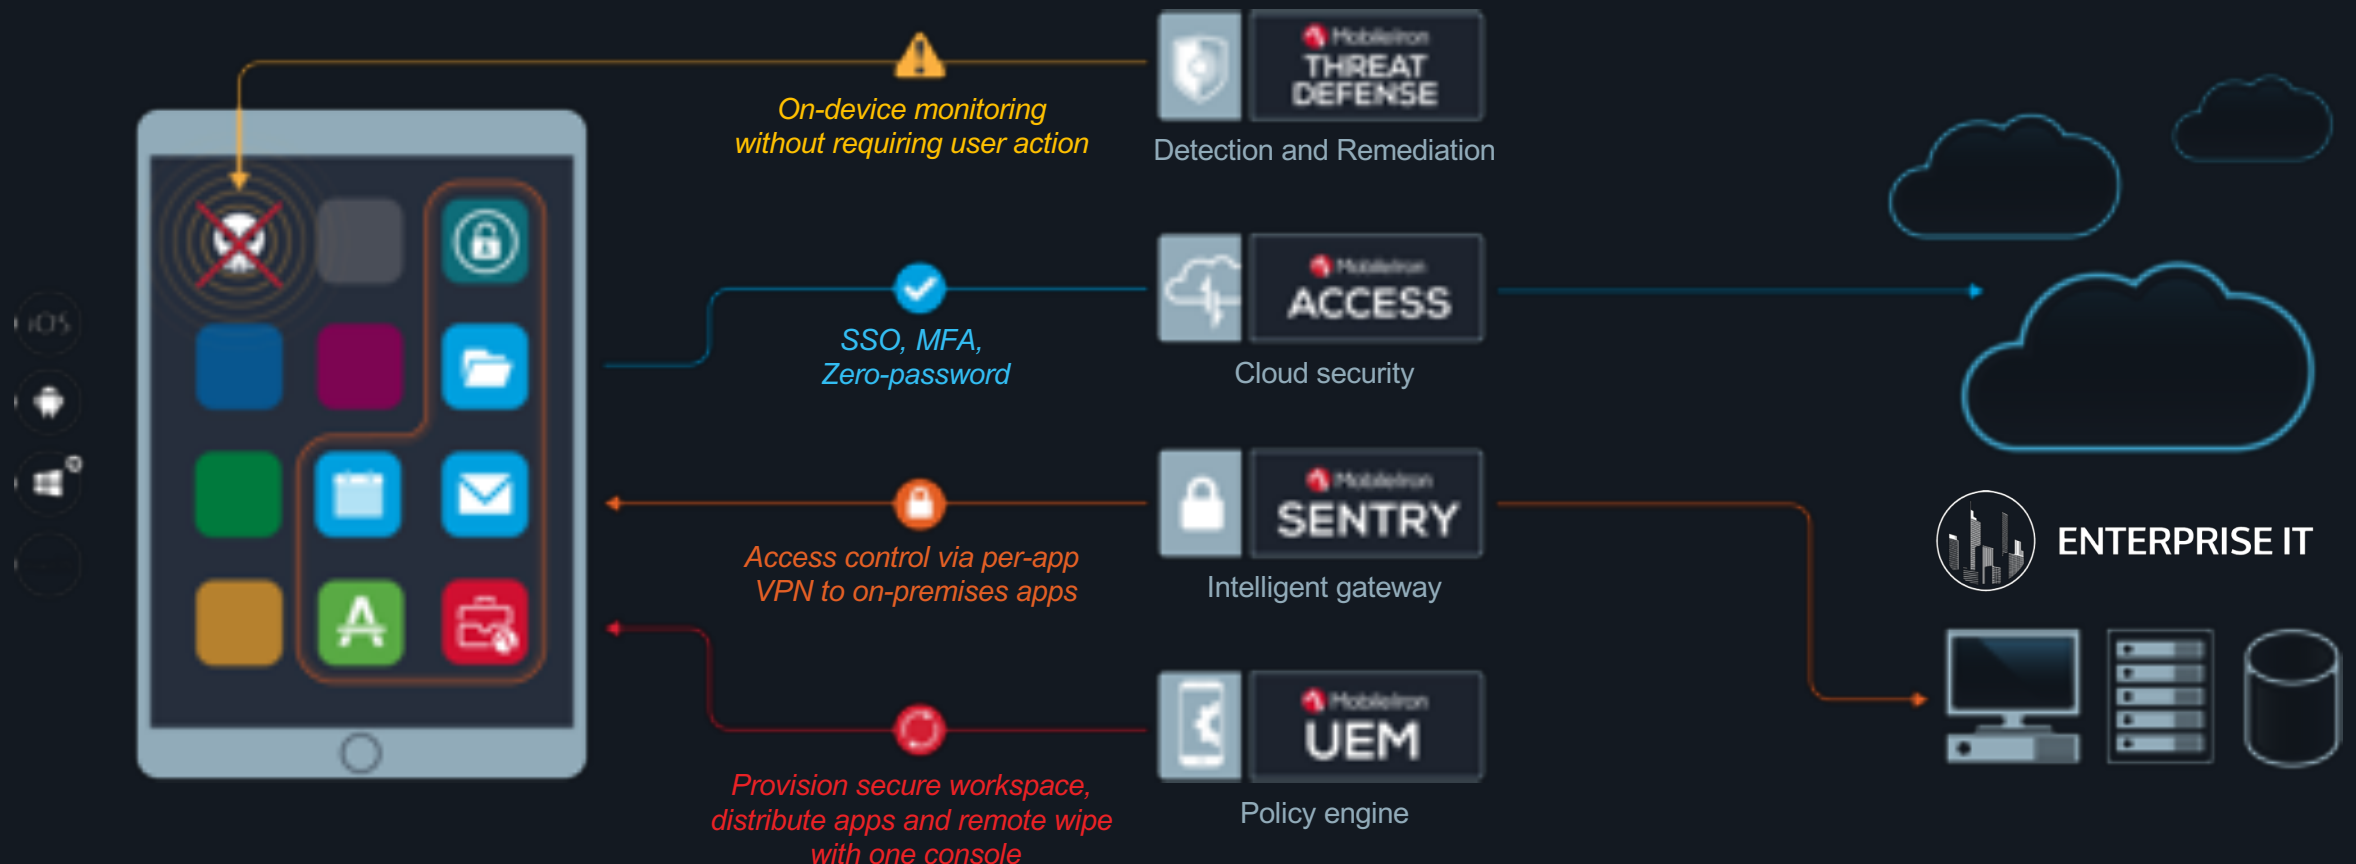 MobileIron
THREAT
DEFENSE
On-device monitoring
without requiring user action
Detection and Remediation
iOS
MobileIron
ACCESS
SSO, MFA,
Zero-password
Cloud security
MobileIron
SENTRY
Access control via per-app
VPN to on-premises apps
Intelligent gateway
ENTERPRISE IT
MobileIron
UEM
Provision secure workspace,
distribute apps and remote wipe
with one console
Policy engine